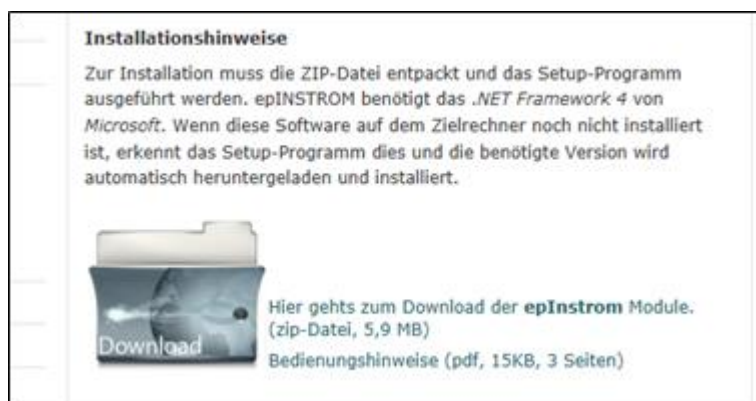 Installationshinweise
Zur Installation muss die ZIP-Datei entpackt und das Setup-Programm
ausgeführt werden. epINSTROM benötigt das .NET Framework 4 von
Microsoft. Wenn diese Software auf dem Zielrechner noch nicht installiert
ist, erkennt das Setup-Programm dies und die benötigte Version wird
automatisch heruntergeladen und installiert.
Download
Hier gehts zum Download der epInstrom Module.
(zip-Datei, 5,9 MB)
Bedienungshinweise (pdf, 15KB, 3 Seiten)